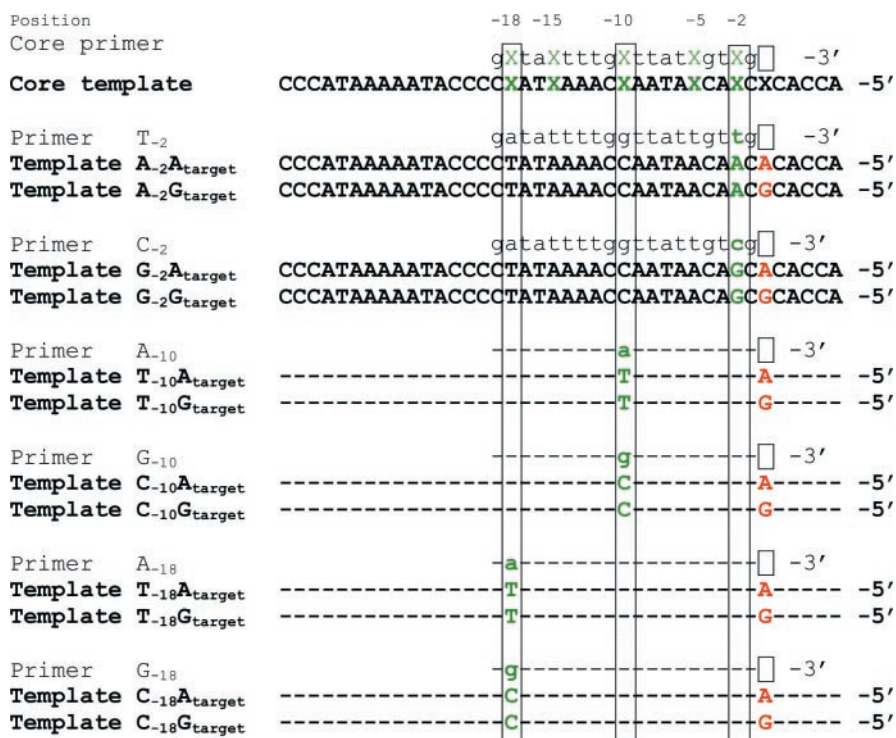 Position -18 -15 -10 -5 -2
Core primer gXtaXtttgXttatXgtXg -3′
Core template CCCATAAAAATACCCCXATXAAACXAATAXCAXCXCACCA -5′
Primer T-2 gatattttggttattgttg -3′
Template A-2Atarget CCCATAAAAATACCCCTATAAAACCAATAACAACACACCA -5′
Template A-2Gtarget CCCATAAAAATACCCCTATAAAACCAATAACAACGCACCA -5′
Primer C-2 gatattttggttattgtcg -3′
Template G-2Atarget CCCATAAAAATACCCCTATAAAACCAATAACAGCACACCA -5′
Template G-2Gtarget CCCATAAAAATACCCCTATAAAACCAATAACAGCGCACCA -5′
Primer A-10 ---------a--------- -3′
Template T-10Atarget ------------------------T---------A----- -5′
Template T-10Gtarget ------------------------T---------G----- -5′
Primer G-10 ---------g--------- -3′
Template C-10Atarget ------------------------C---------A----- -5′
Template C-10Gtarget ------------------------C---------G----- -5′
Primer A-18 -a----------------- -3′
Template T-18Atarget ----------------T-----------------A----- -5′
Template T-18Gtarget ----------------T-----------------G----- -5′
Primer G-18 -g----------------- -3′
Template C-18Atarget ----------------C-----------------A----- -5′
Template C-18Gtarget ----------------C-----------------G----- -5′